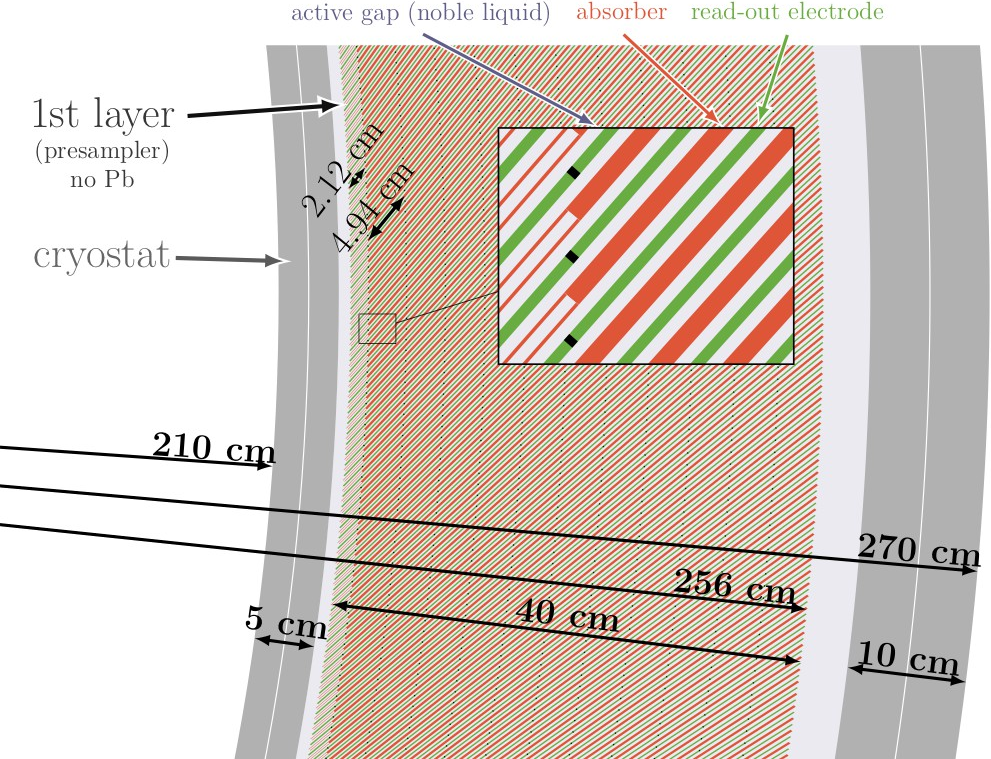 active gap (noble liquid) absorber read-out electrode
1st layer
(presampler)
no Pb
2.12 cm
4.94 cm
cryostat
210 cm
270 cm
256 cm
40 cm
5 cm
10 cm